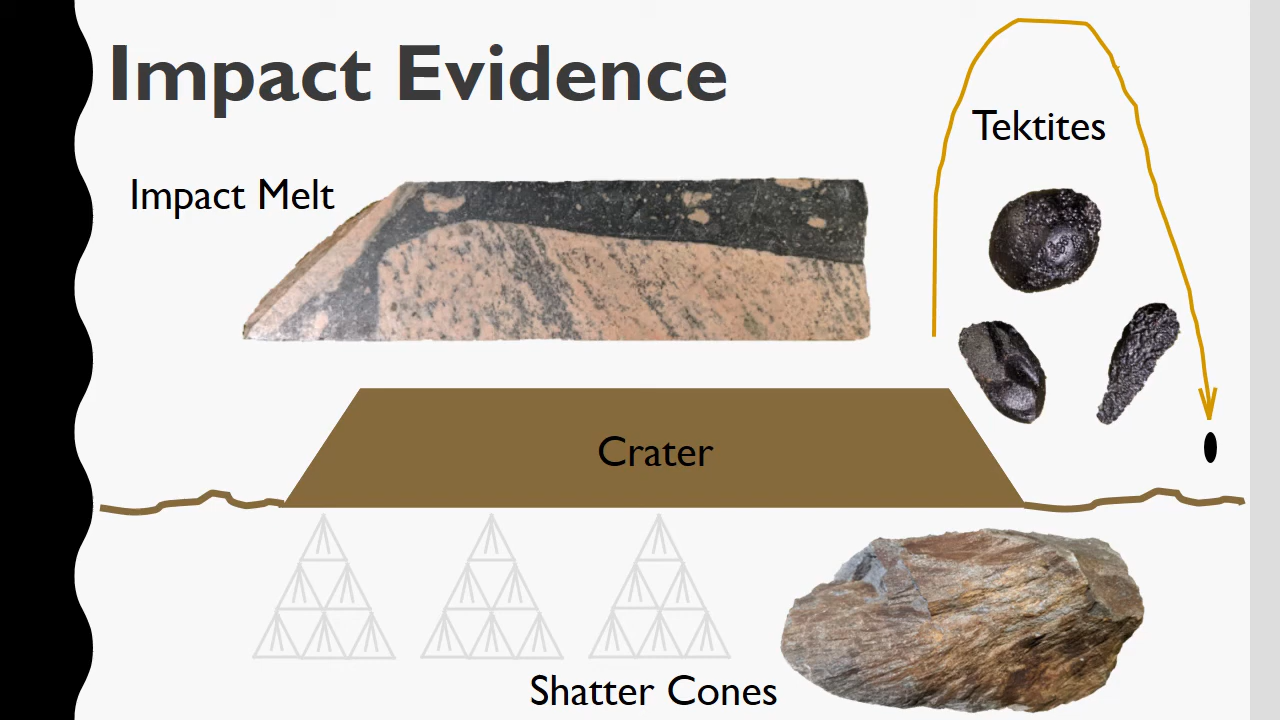 Impact Evidence
Tektites
Impact Melt
Crater
Shatter Cones